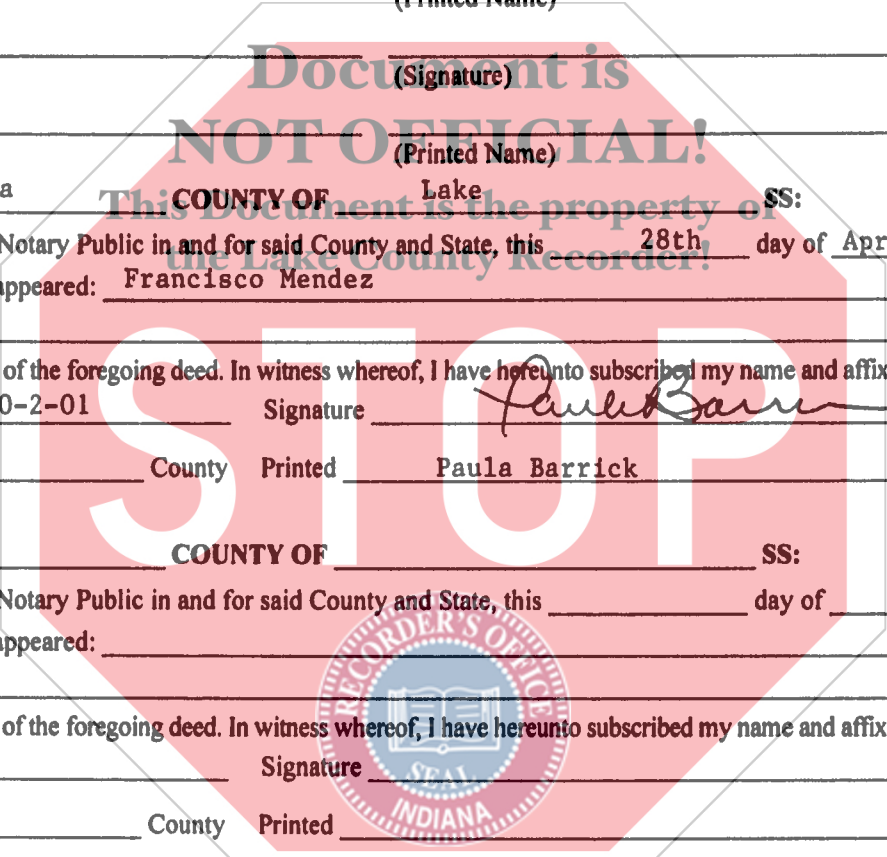 (Printed Name)
Document is
(Signature)
NOT OFFICIAL!
(Printed Name)
a COUNTY OF Lake SS:
This Document is the property of
Notary Public in and for said County and State, this 28th day of Apr
the Lake County Recorder!
appeared: Francisco Mendez
STOP
of the foregoing deed. In witness whereof, I have hereunto subscribed my name and affix
0-2-01 Signature Paula Barri
County Printed Paula Barrick
COUNTY OF SS:
Notary Public in and for said County and State, this day of
appeared:
RECORDER'S OFFICE
of the foregoing deed. In witness whereof, I have hereunto subscribed my name and affix
Signature
SEAL
INDIANA
County Printed